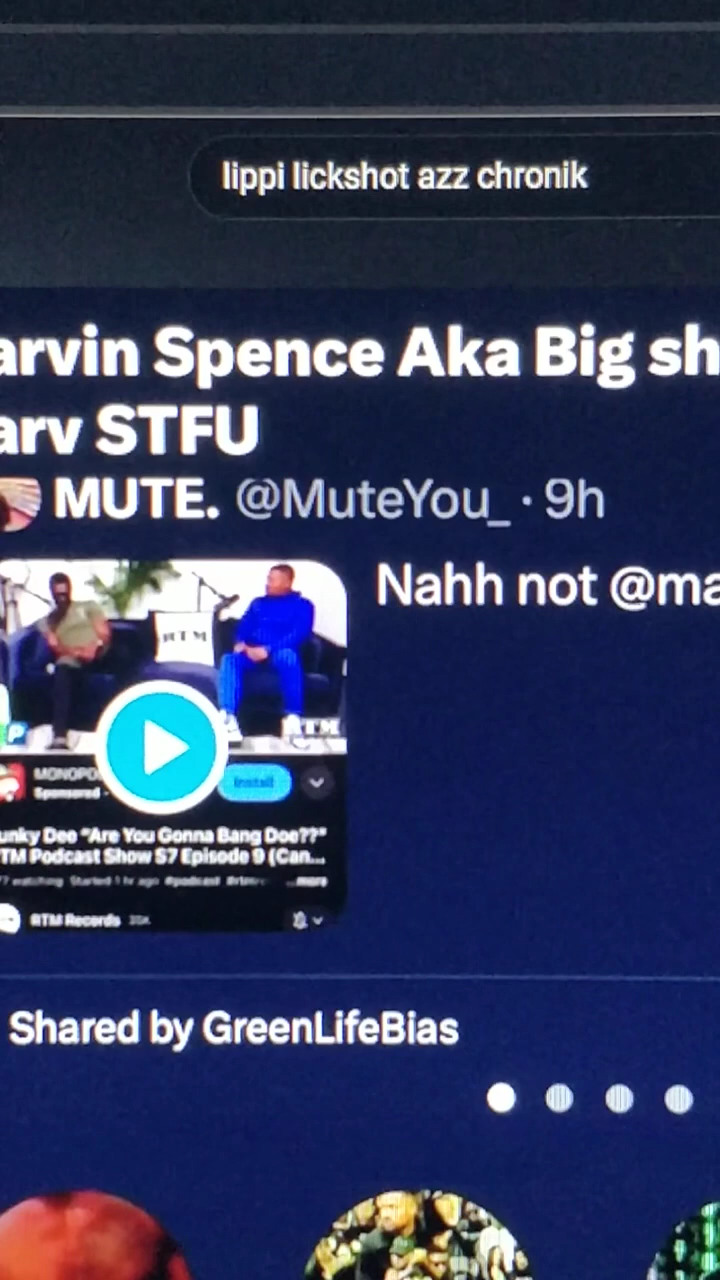 lippi lickshot azz chronik
arvin Spence Aka Big sh
arv STFU
MUTE. @MuteYou_ · 9h
Nahh not @ma
RTM
RTM
P
MONOPO
Install
Sponsored ·
unky Dee "Are You Gonna Bang Doe??"
TM Podcast Show S7 Episode 9 (Can...
watching Started 1 hr ago #podcast ...more
RTM Records 35K
Shared by GreenLifeBias